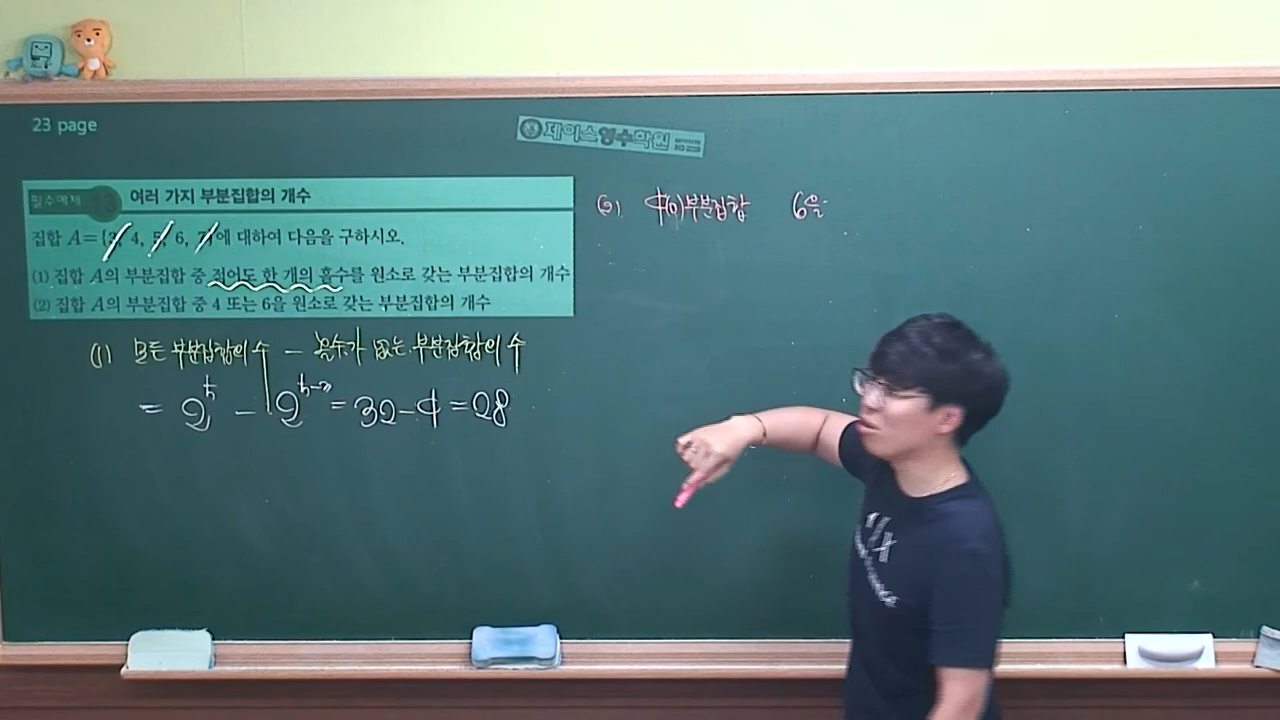 23 page
제이스영수학원
필수예제 여러 가지 부분집합의 개수
집합 A={3, 4, 5, 6, 7}에 대하여 다음을 구하시오.
(1) 집합 A의 부분집합 중 적어도 한 개의 홀수를 원소로 갖는 부분집합의 개수
(2) 집합 A의 부분집합 중 4 또는 6을 원소로 갖는 부분집합의 개수
(1) 모든 부분집합의 수 - 홀수가 없는 부분집합의 수
= 2⁵ - 2⁵⁻³ = 32-4=28
(2) 부분집합 6을